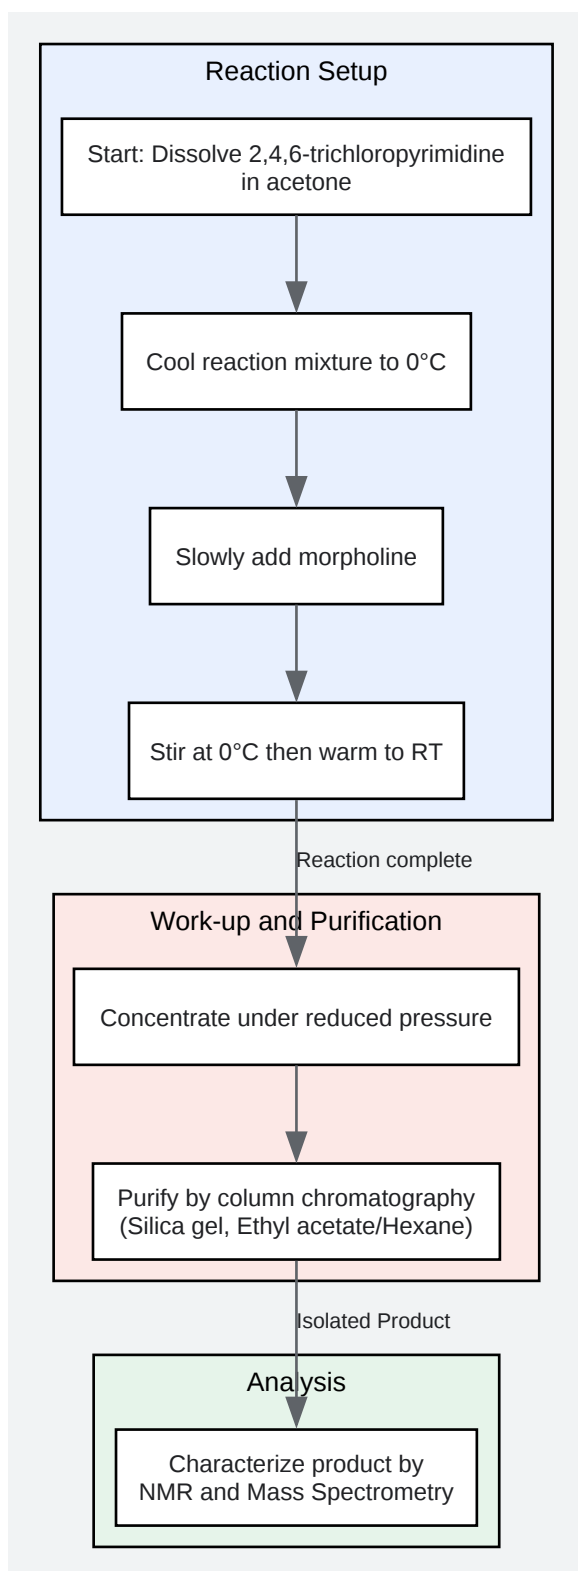 Reaction Setup
Start: Dissolve 2,4,6-trichloropyrimidine
in acetone
Cool reaction mixture to 0°C
Slowly add morpholine
Stir at 0°C then warm to RT
Reaction complete
Work-up and Purification
Concentrate under reduced pressure
Purify by column chromatography
(Silica gel, Ethyl acetate/Hexane)
Isolated Product
Analysis
Characterize product by
NMR and Mass Spectrometry